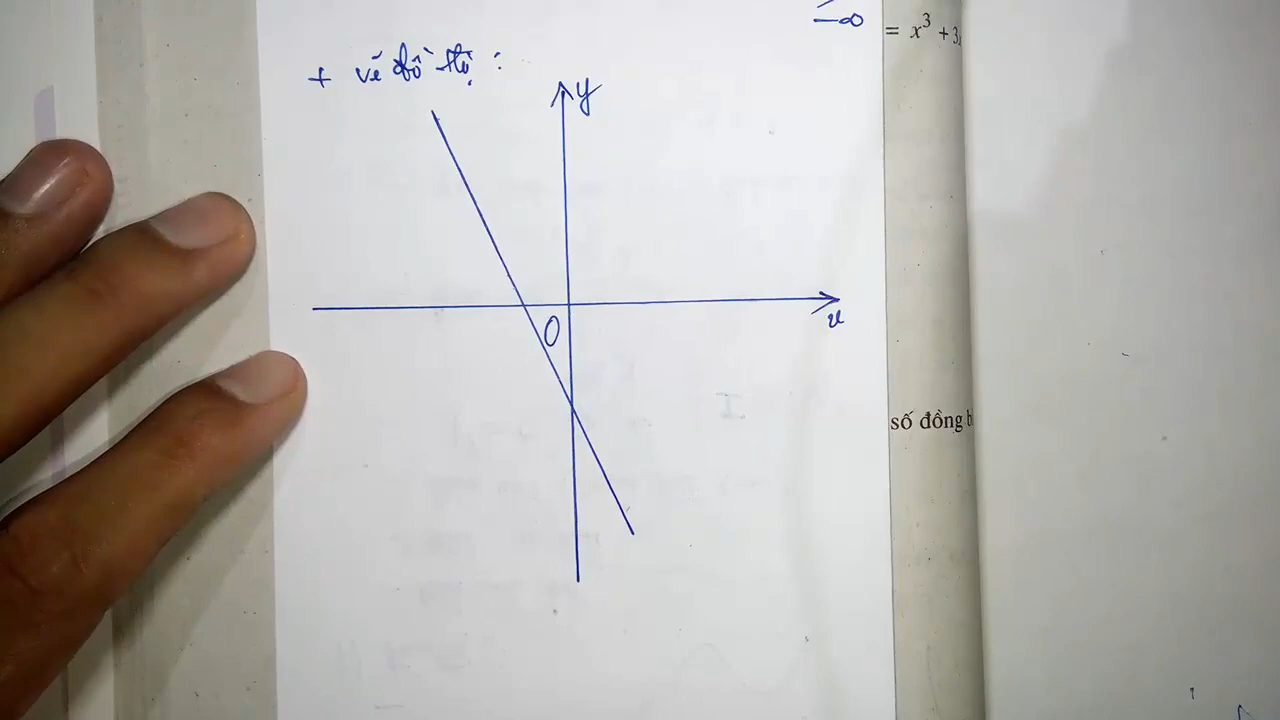 -∞
= x³ + 3
+ vẽ đồ thị :
y
O
x
I
số đồng b